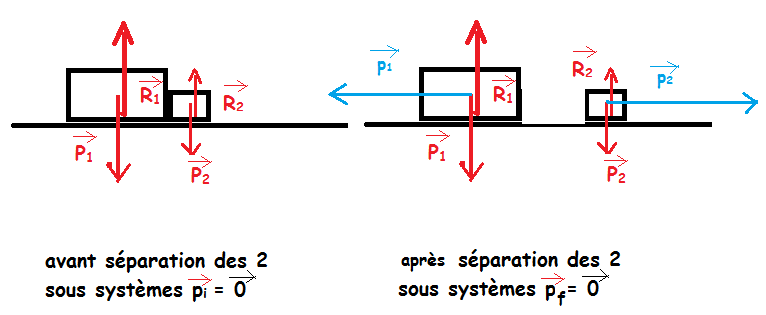 R₁
R₂
P₁
P₂
avant séparation des 2
sous systèmes pᵢ = 0
p₁
R₁
P₁
R₂
p₂
P₂
après séparation des 2
sous systèmes p_f = 0